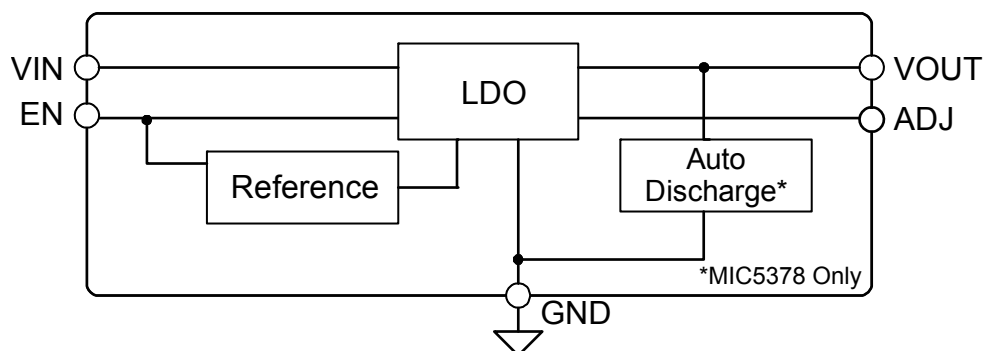 VIN
LDO
VOUT
EN
ADJ
Reference
Auto
Discharge*
*MIC5378 Only
GND